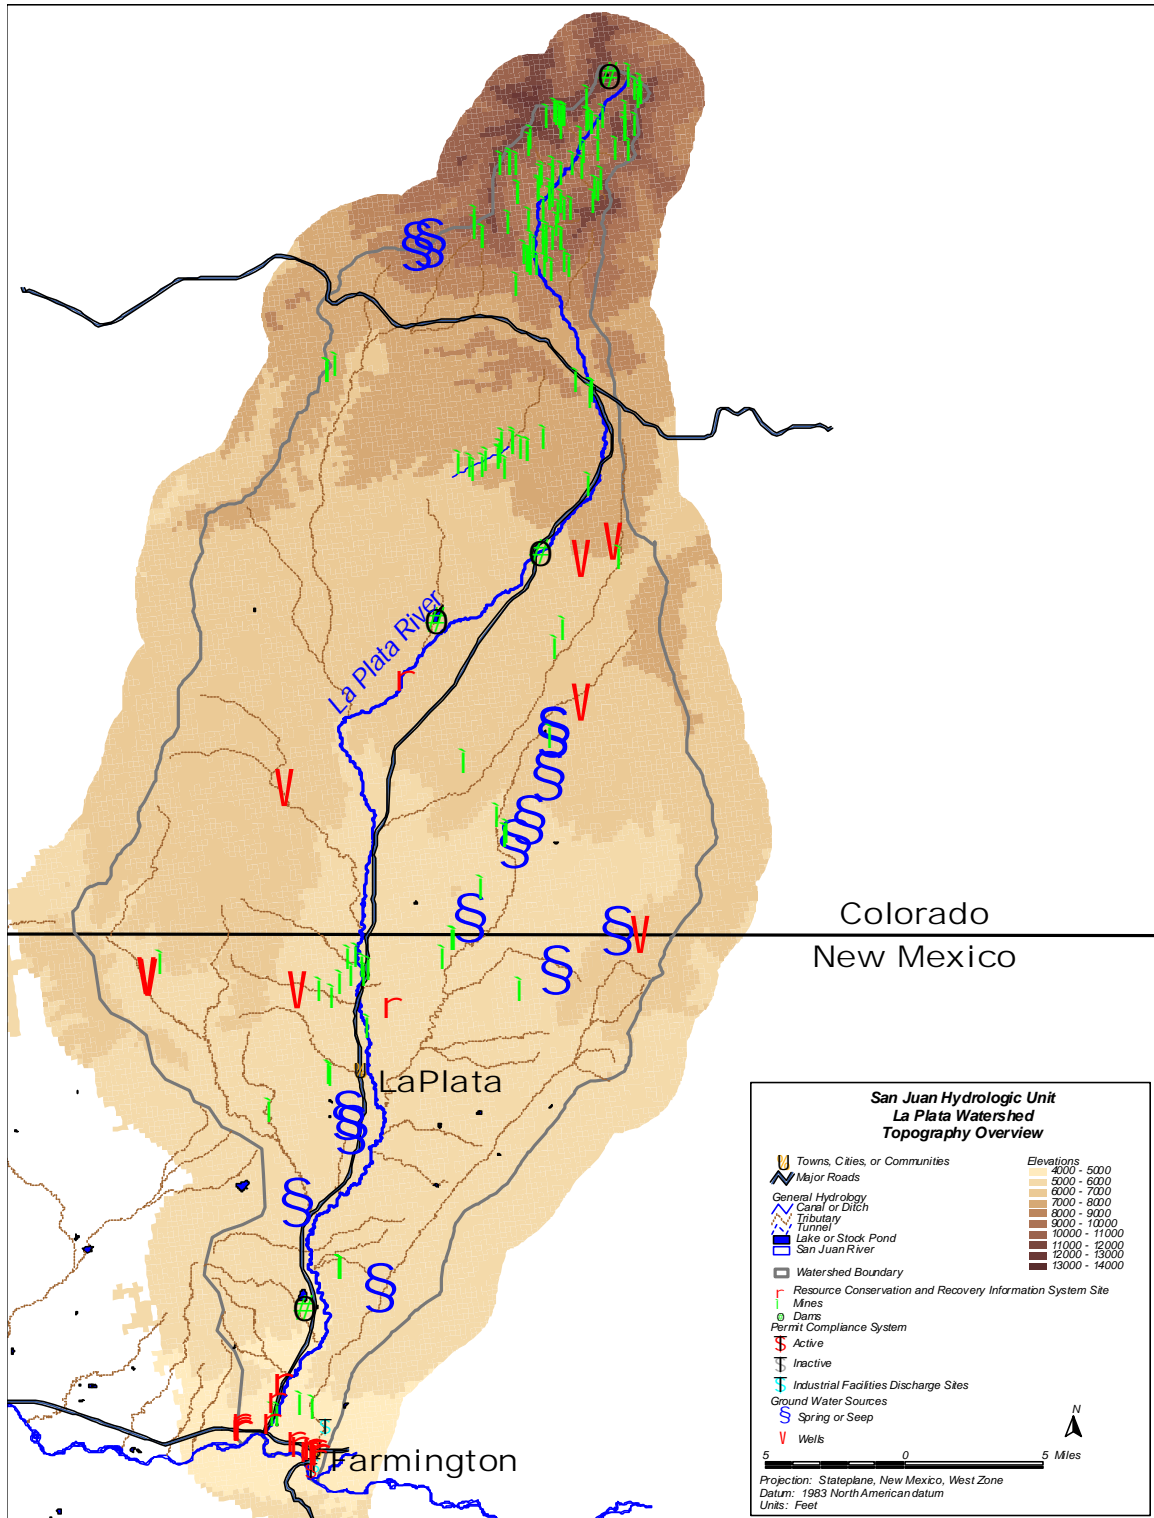 La Plata River
Colorado
New Mexico
LaPlata
Farmington
San Juan Hydrologic Unit
La Plata Watershed
Topography Overview
Towns, Cities, or Communities
Major Roads
General Hydrology
Canal or Ditch
Tributary
Tunnel
Lake or Stock Pond
San Juan River
Watershed Boundary
r Resource Conservation and Recovery Information System Site
Mines
Dams
Permit Compliance System
Active
Inactive
Industrial Facilities Discharge Sites
Ground Water Sources
§ Spring or Seep
V Wells
Elevations
4000 - 5000
5000 - 6000
6000 - 7000
7000 - 8000
8000 - 9000
9000 - 10000
10000 - 11000
11000 - 12000
12000 - 13000
13000 - 14000
N
5 0 5 Miles
Projection: Stateplane, New Mexico, West Zone
Datum: 1983 North American datum
Units: Feet